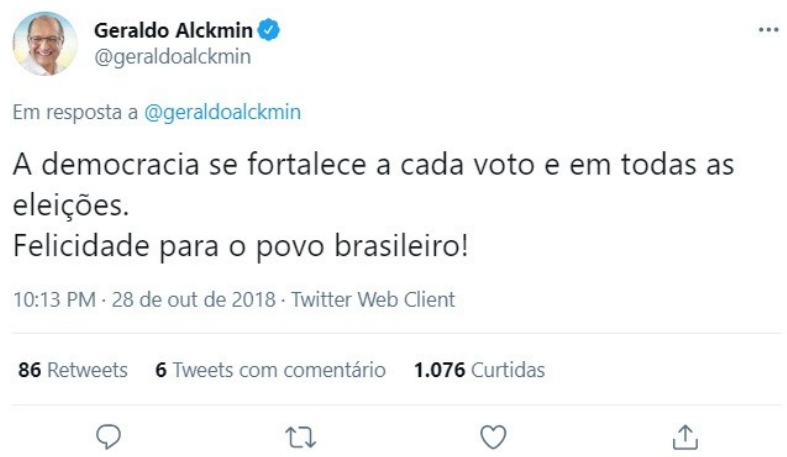 Geraldo Alckmin
@geraldoalckmin
Em resposta a @geraldoalckmin
A democracia se fortalece a cada voto e em todas as
eleições.
Felicidade para o povo brasileiro!
10:13 PM · 28 de out de 2018 · Twitter Web Client
86 Retweets 6 Tweets com comentário 1.076 Curtidas